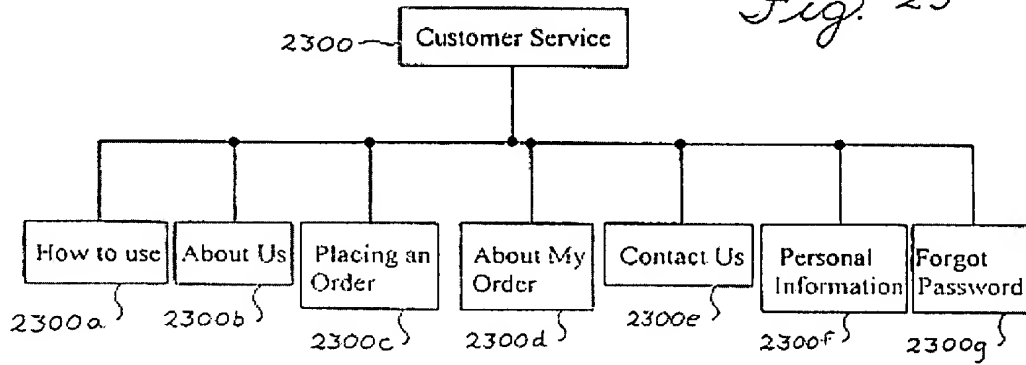 Fig. 23
2300
Customer Service
How to use
About Us
Placing an
Order
About My
Order
Contact Us
Personal
Information
Forgot
Password
2300a
2300b
2300c
2300d
2300e
2300f
2300g